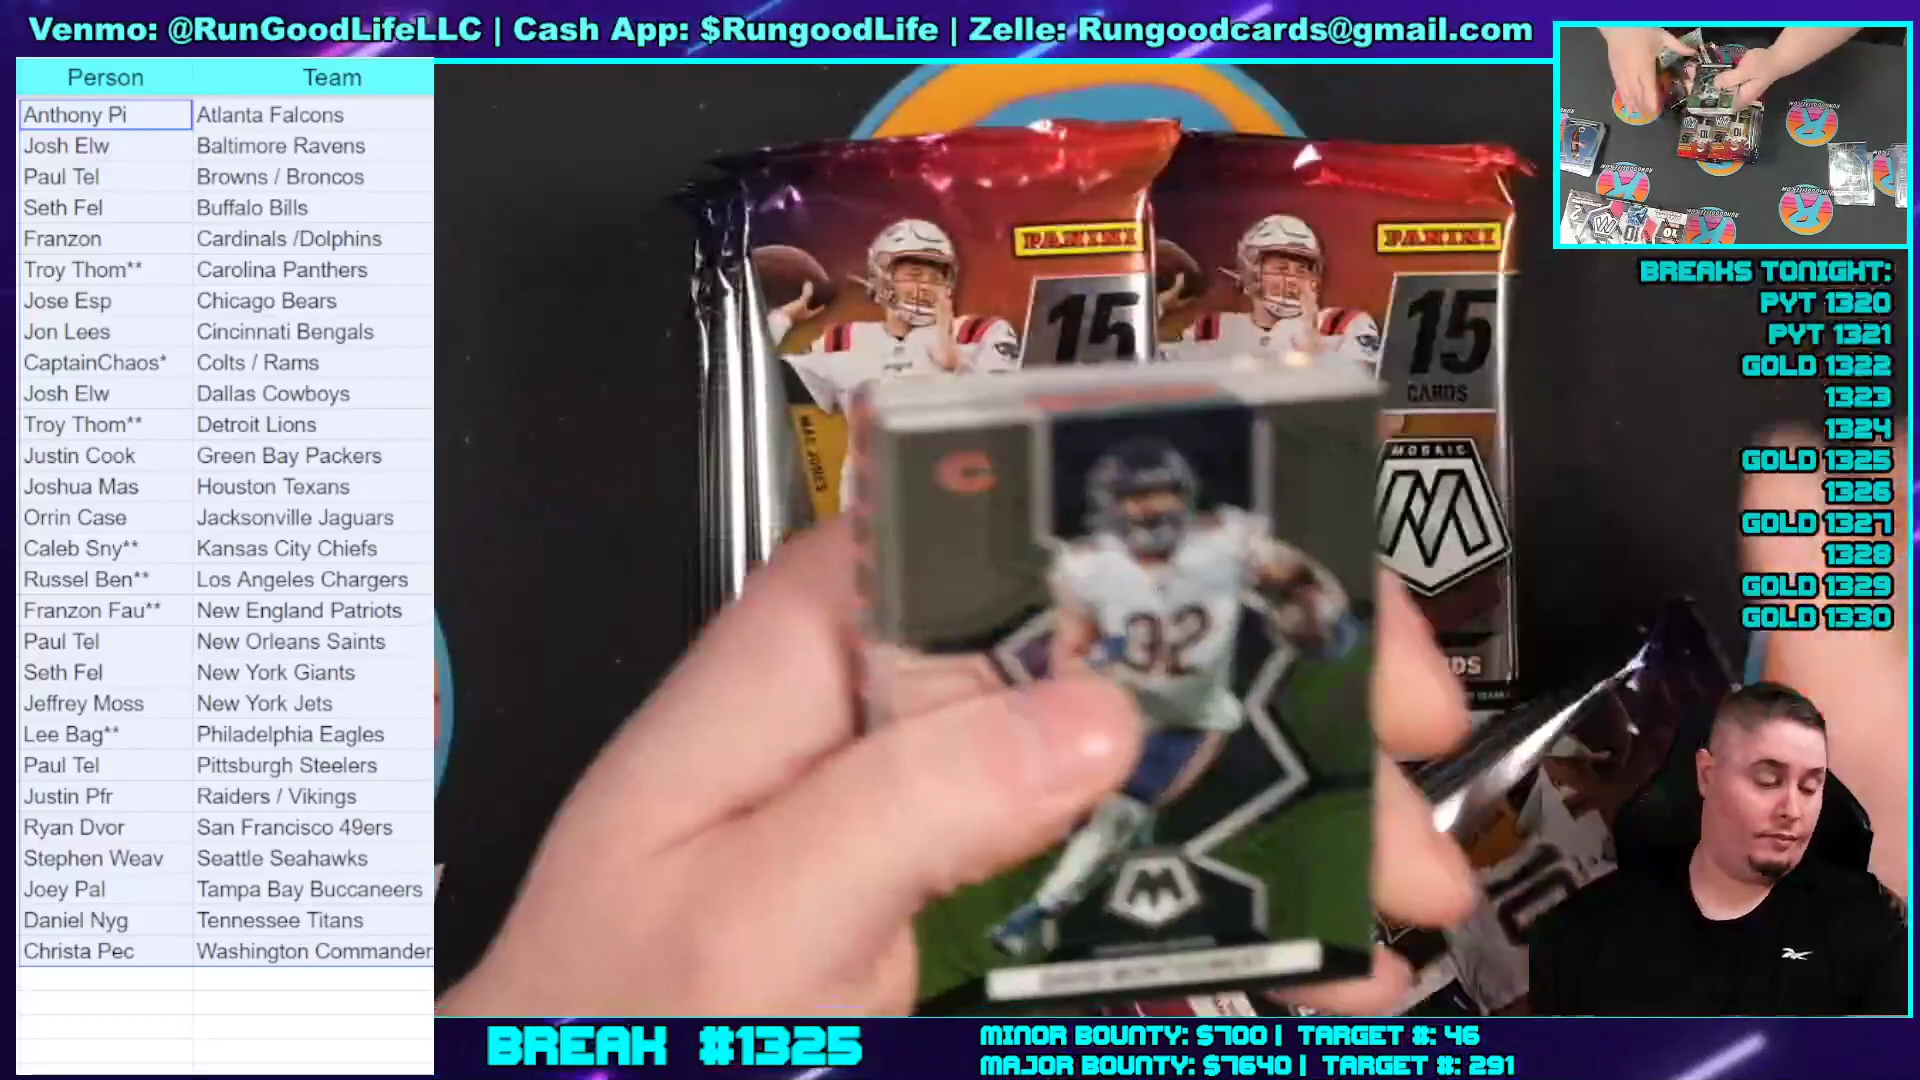 Venmo: @RunGoodLifeLLC | Cash App: $RungoodLife | Zelle: Rungoodcards@gmail.com
Person Team
Anthony Pi Atlanta Falcons
Josh Elw Baltimore Ravens
Paul Tel Browns / Broncos
Seth Fel Buffalo Bills
Franzon Cardinals /Dolphins
Troy Thom** Carolina Panthers
Jose Esp Chicago Bears
Jon Lees Cincinnati Bengals
CaptainChaos* Colts / Rams
Josh Elw Dallas Cowboys
Troy Thom** Detroit Lions
Justin Cook Green Bay Packers
Joshua Mas Houston Texans
Orrin Case Jacksonville Jaguars
Caleb Sny** Kansas City Chiefs
Russel Ben** Los Angeles Chargers
Franzon Fau** New England Patriots
Paul Tel New Orleans Saints
Seth Fel New York Giants
Jeffrey Moss New York Jets
Lee Bag** Philadelphia Eagles
Paul Tel Pittsburgh Steelers
Justin Pfr Raiders / Vikings
Ryan Dvor San Francisco 49ers
Stephen Weav Seattle Seahawks
Joey Pal Tampa Bay Buccaneers
Daniel Nyg Tennessee Titans
Christa Pec Washington Commander
PANINI
15
MAC JONES
PANINI
15
CARDS
MOSAIC
C
32
BREAKS TONIGHT:
PYT 1320
PYT 1321
GOLD 1322
1323
1324
GOLD 1325
1326
GOLD 1327
1328
GOLD 1329
GOLD 1330
BREAK #1325
MINOR BOUNTY: $700 | TARGET #: 46
MAJOR BOUNTY: $7640 | TARGET #: 291